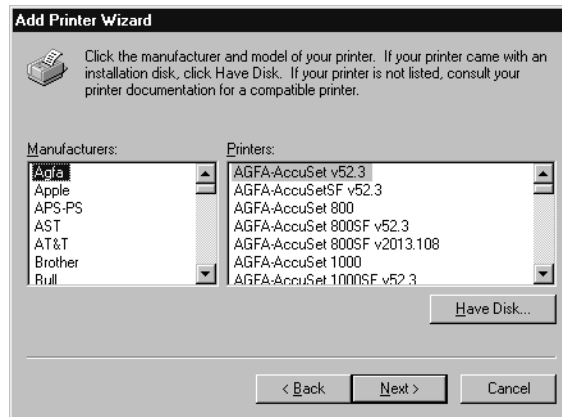 Add Printer Wizard
Click the manufacturer and model of your printer. If your printer came with an
installation disk, click Have Disk. If your printer is not listed, consult your
printer documentation for a compatible printer.
Manufacturers:
Agfa
Apple
APS-PS
AST
AT&T
Brother
Bull
Printers:
AGFA-AccuSet v52.3
AGFA-AccuSetSF v52.3
AGFA-AccuSet 800
AGFA-AccuSet 800SF v52.3
AGFA-AccuSet 800SF v2013.108
AGFA-AccuSet 1000
AGFA-AccuSet 1000SF v52.3
Have Disk...
< Back
Next >
Cancel